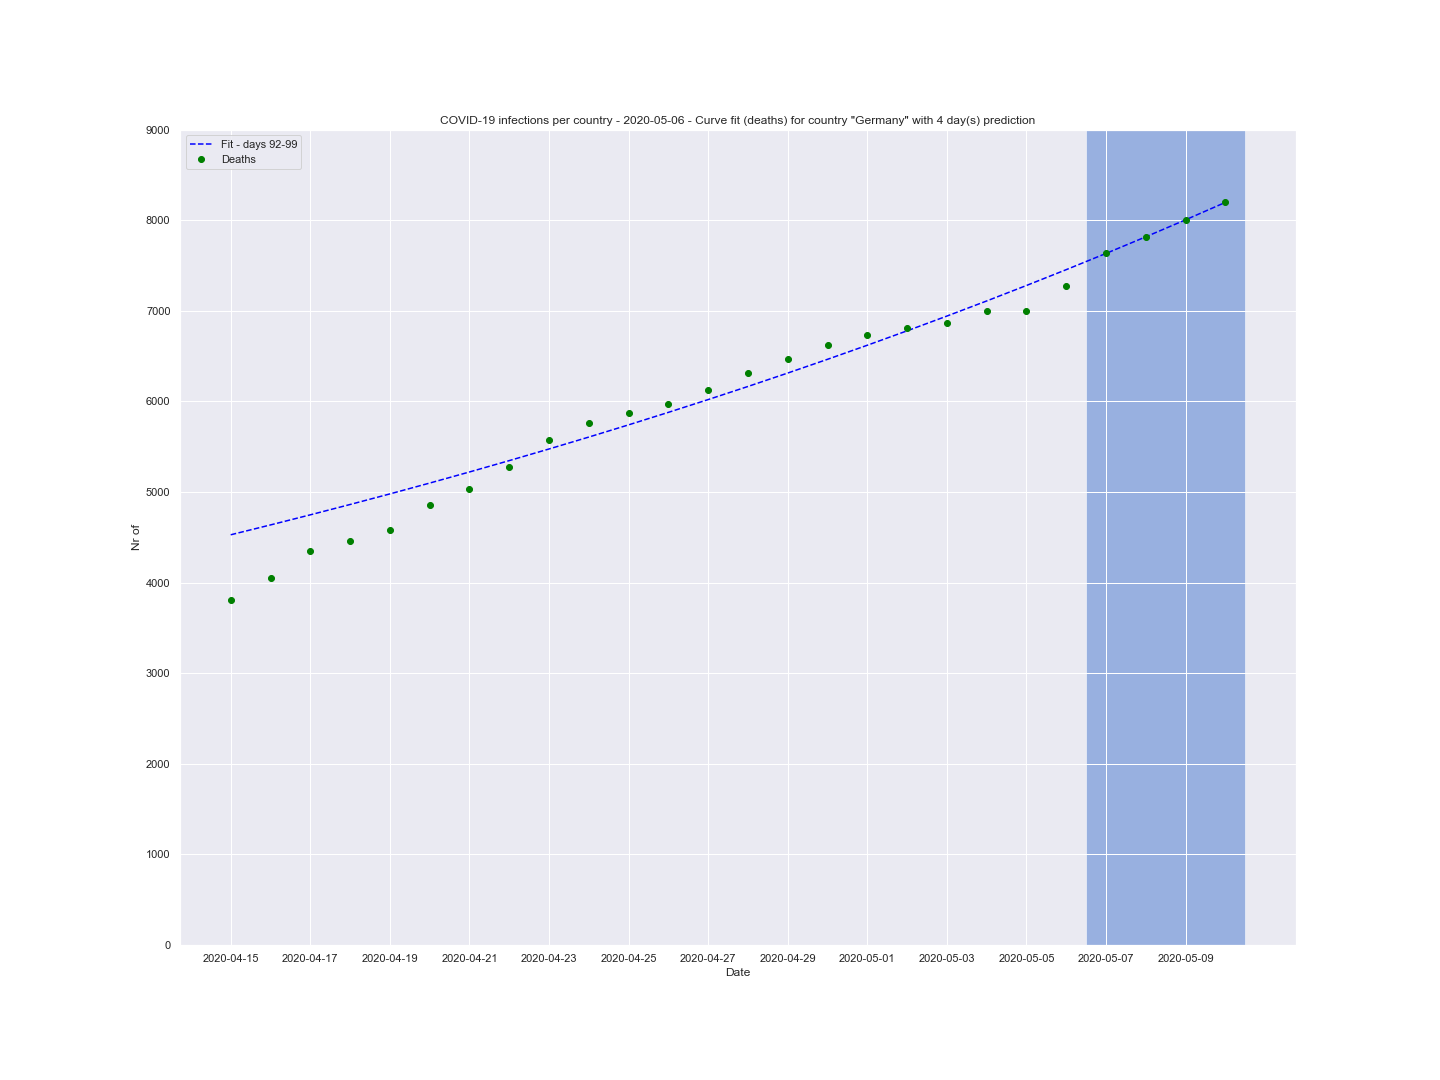 COVID-19 infections per country - 2020-05-06 - Curve fit (deaths) for country "Germany" with 4 day(s) prediction
Fit - days 92-99
Deaths
9000
8000
7000
6000
5000
4000
3000
2000
1000
0
Nr of
2020-04-15 2020-04-17 2020-04-19 2020-04-21 2020-04-23 2020-04-25 2020-04-27 2020-04-29 2020-05-01 2020-05-03 2020-05-05 2020-05-07 2020-05-09
Date